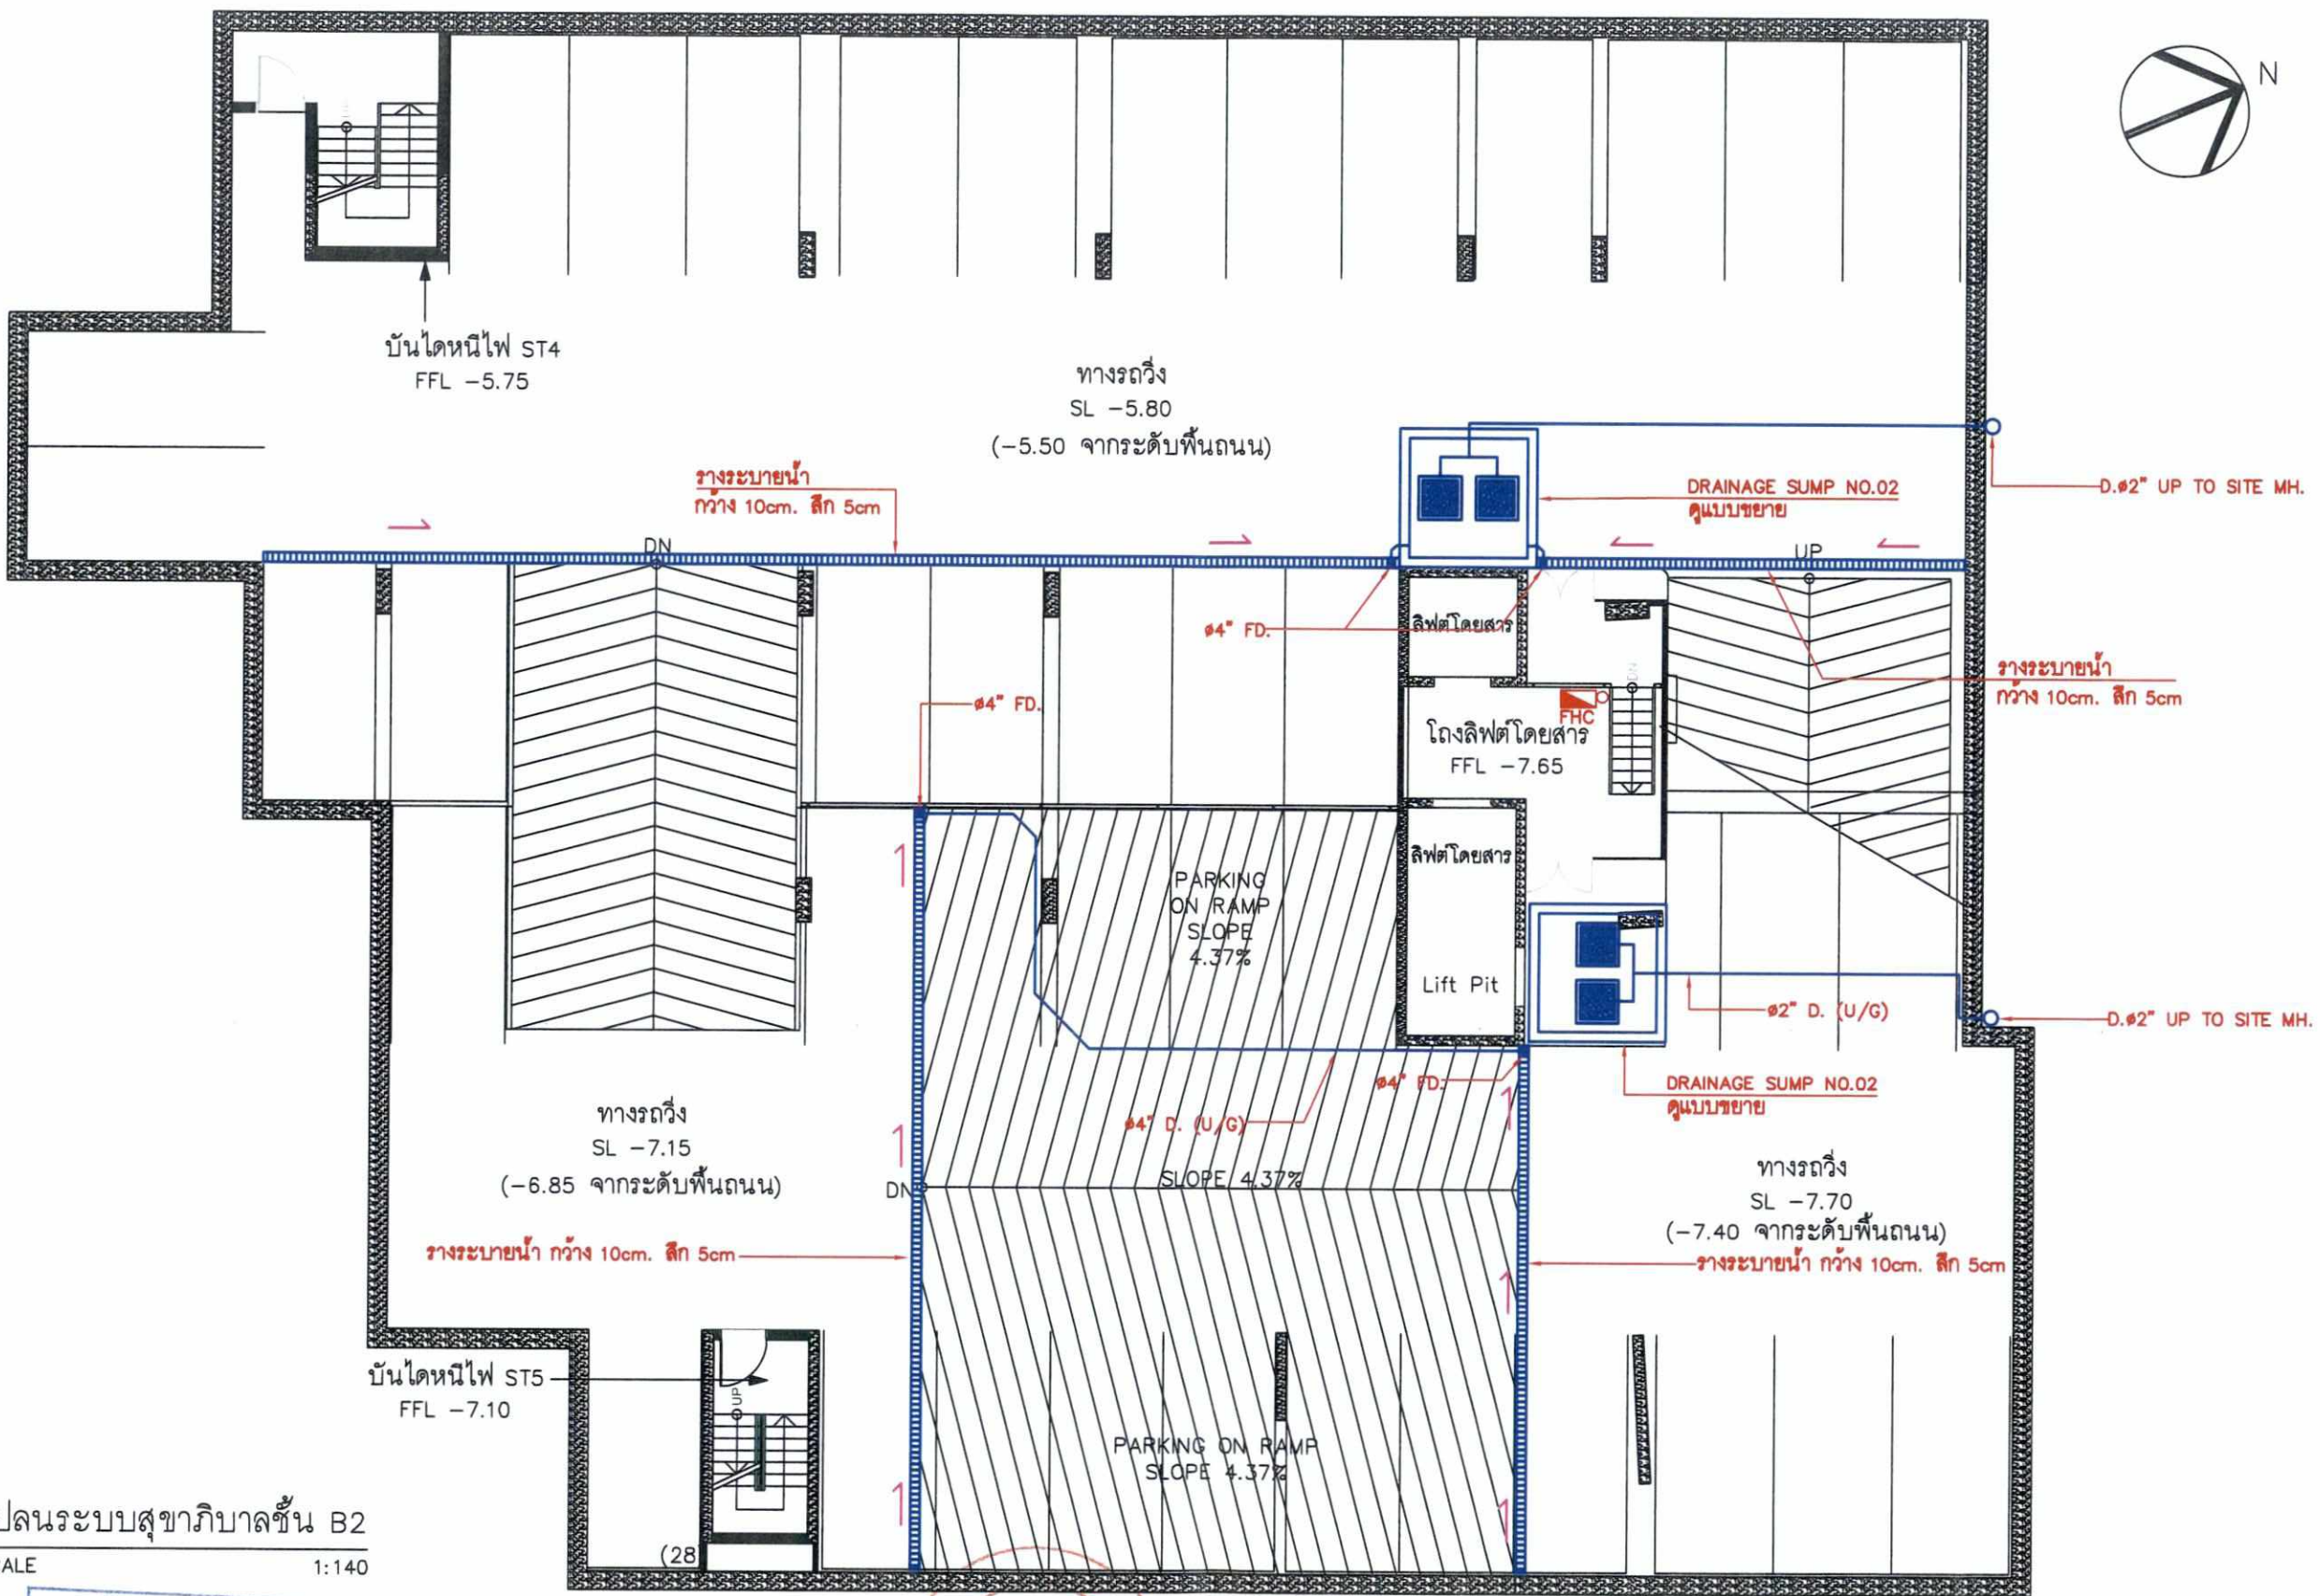 N
บันไดหนีไฟ ST4
FFL -5.75
ทางรถวิ่ง
SL -5.80
(-5.50 จากระดับพื้นถนน)
รางระบายน้ำ
กว้าง 10cm. ลึก 5cm
DRAINAGE SUMP NO.02
ดูแบบขยาย
D.ø2" UP TO SITE MH.
DN
UP
ø4" FD.
ลิฟต์โดยสาร
รางระบายน้ำ
กว้าง 10cm. ลึก 5cm
DN
ø4" FD.
FHC
โถงลิฟต์โดยสาร
FFL -7.65
ลิฟต์โดยสาร
PARKING
ON RAMP
SLOPE
4.37%
Lift Pit
ø2" D. (U/G)
D.ø2" UP TO SITE MH.
ø4" FD.
DRAINAGE SUMP NO.02
ดูแบบขยาย
ø4" D. (U/G)
ทางรถวิ่ง
SL -7.15
(-6.85 จากระดับพื้นถนน)
DN
SLOPE 4.37%
ทางรถวิ่ง
SL -7.70
(-7.40 จากระดับพื้นถนน)
รางระบายน้ำ กว้าง 10cm. ลึก 5cm
รางระบายน้ำ กว้าง 10cm. ลึก 5cm
บันไดหนีไฟ ST5
FFL -7.10
UP
PARKING ON RAMP
SLOPE 4.37%
ปลนระบบสุขาภิบาลชั้น B2
(28
ALE 1:140